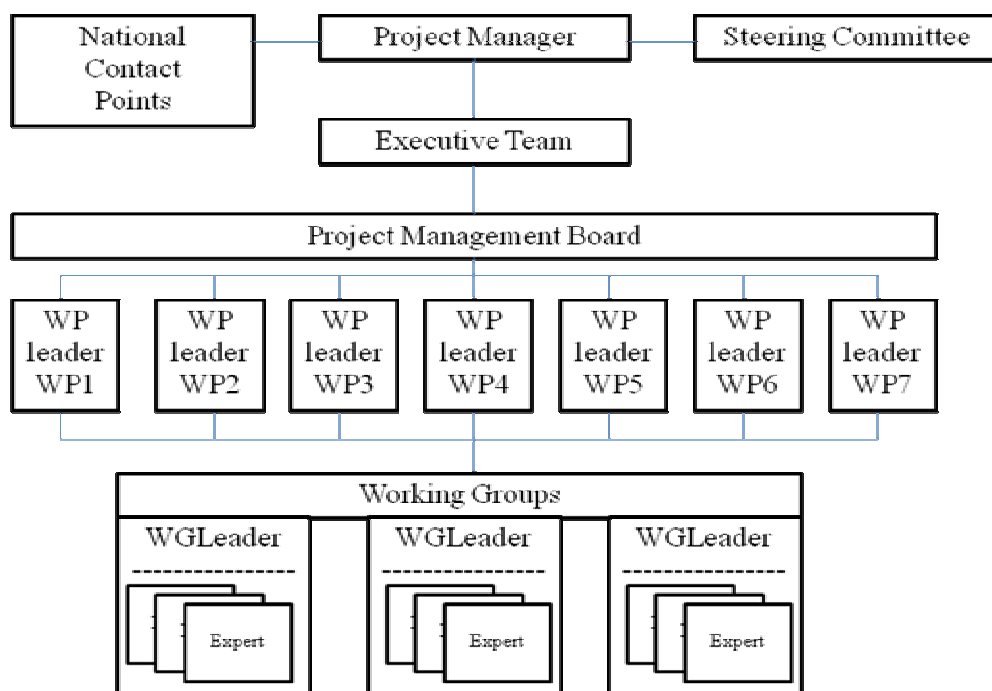 National
Contact
Points
Project Manager
Steering Committee
Executive Team
Project Management Board
WP
leader
WP1
WP
leader
WP2
WP
leader
WP3
WP
leader
WP4
WP
leader
WP5
WP
leader
WP6
WP
leader
WP7
Working Groups
WGLeader
Expert
WGLeader
Expert
WGLeader
Expert